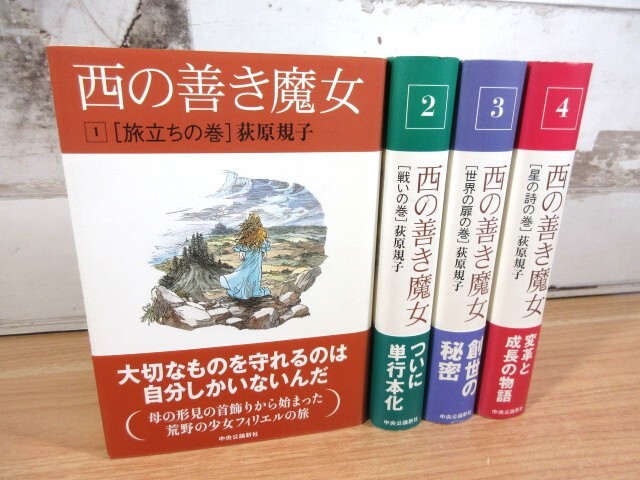 西の善き魔女
1 [旅立ちの巻] 荻原規子
大切なものを守れるのは
自分しかいないんだ
母の形見の首飾りから始まった
荒野の少女フィリエルの旅
中央公論新社
2
西の善き魔女
[戦いの巻] 荻原規子
ついに
単行本化
中央公論新社
3
西の善き魔女
[世界の扉の巻] 荻原規子
創世の
秘密
中央公論新社
4
西の善き魔女
[星の詩の巻] 荻原規子
変革と
成長の物語
中央公論新社